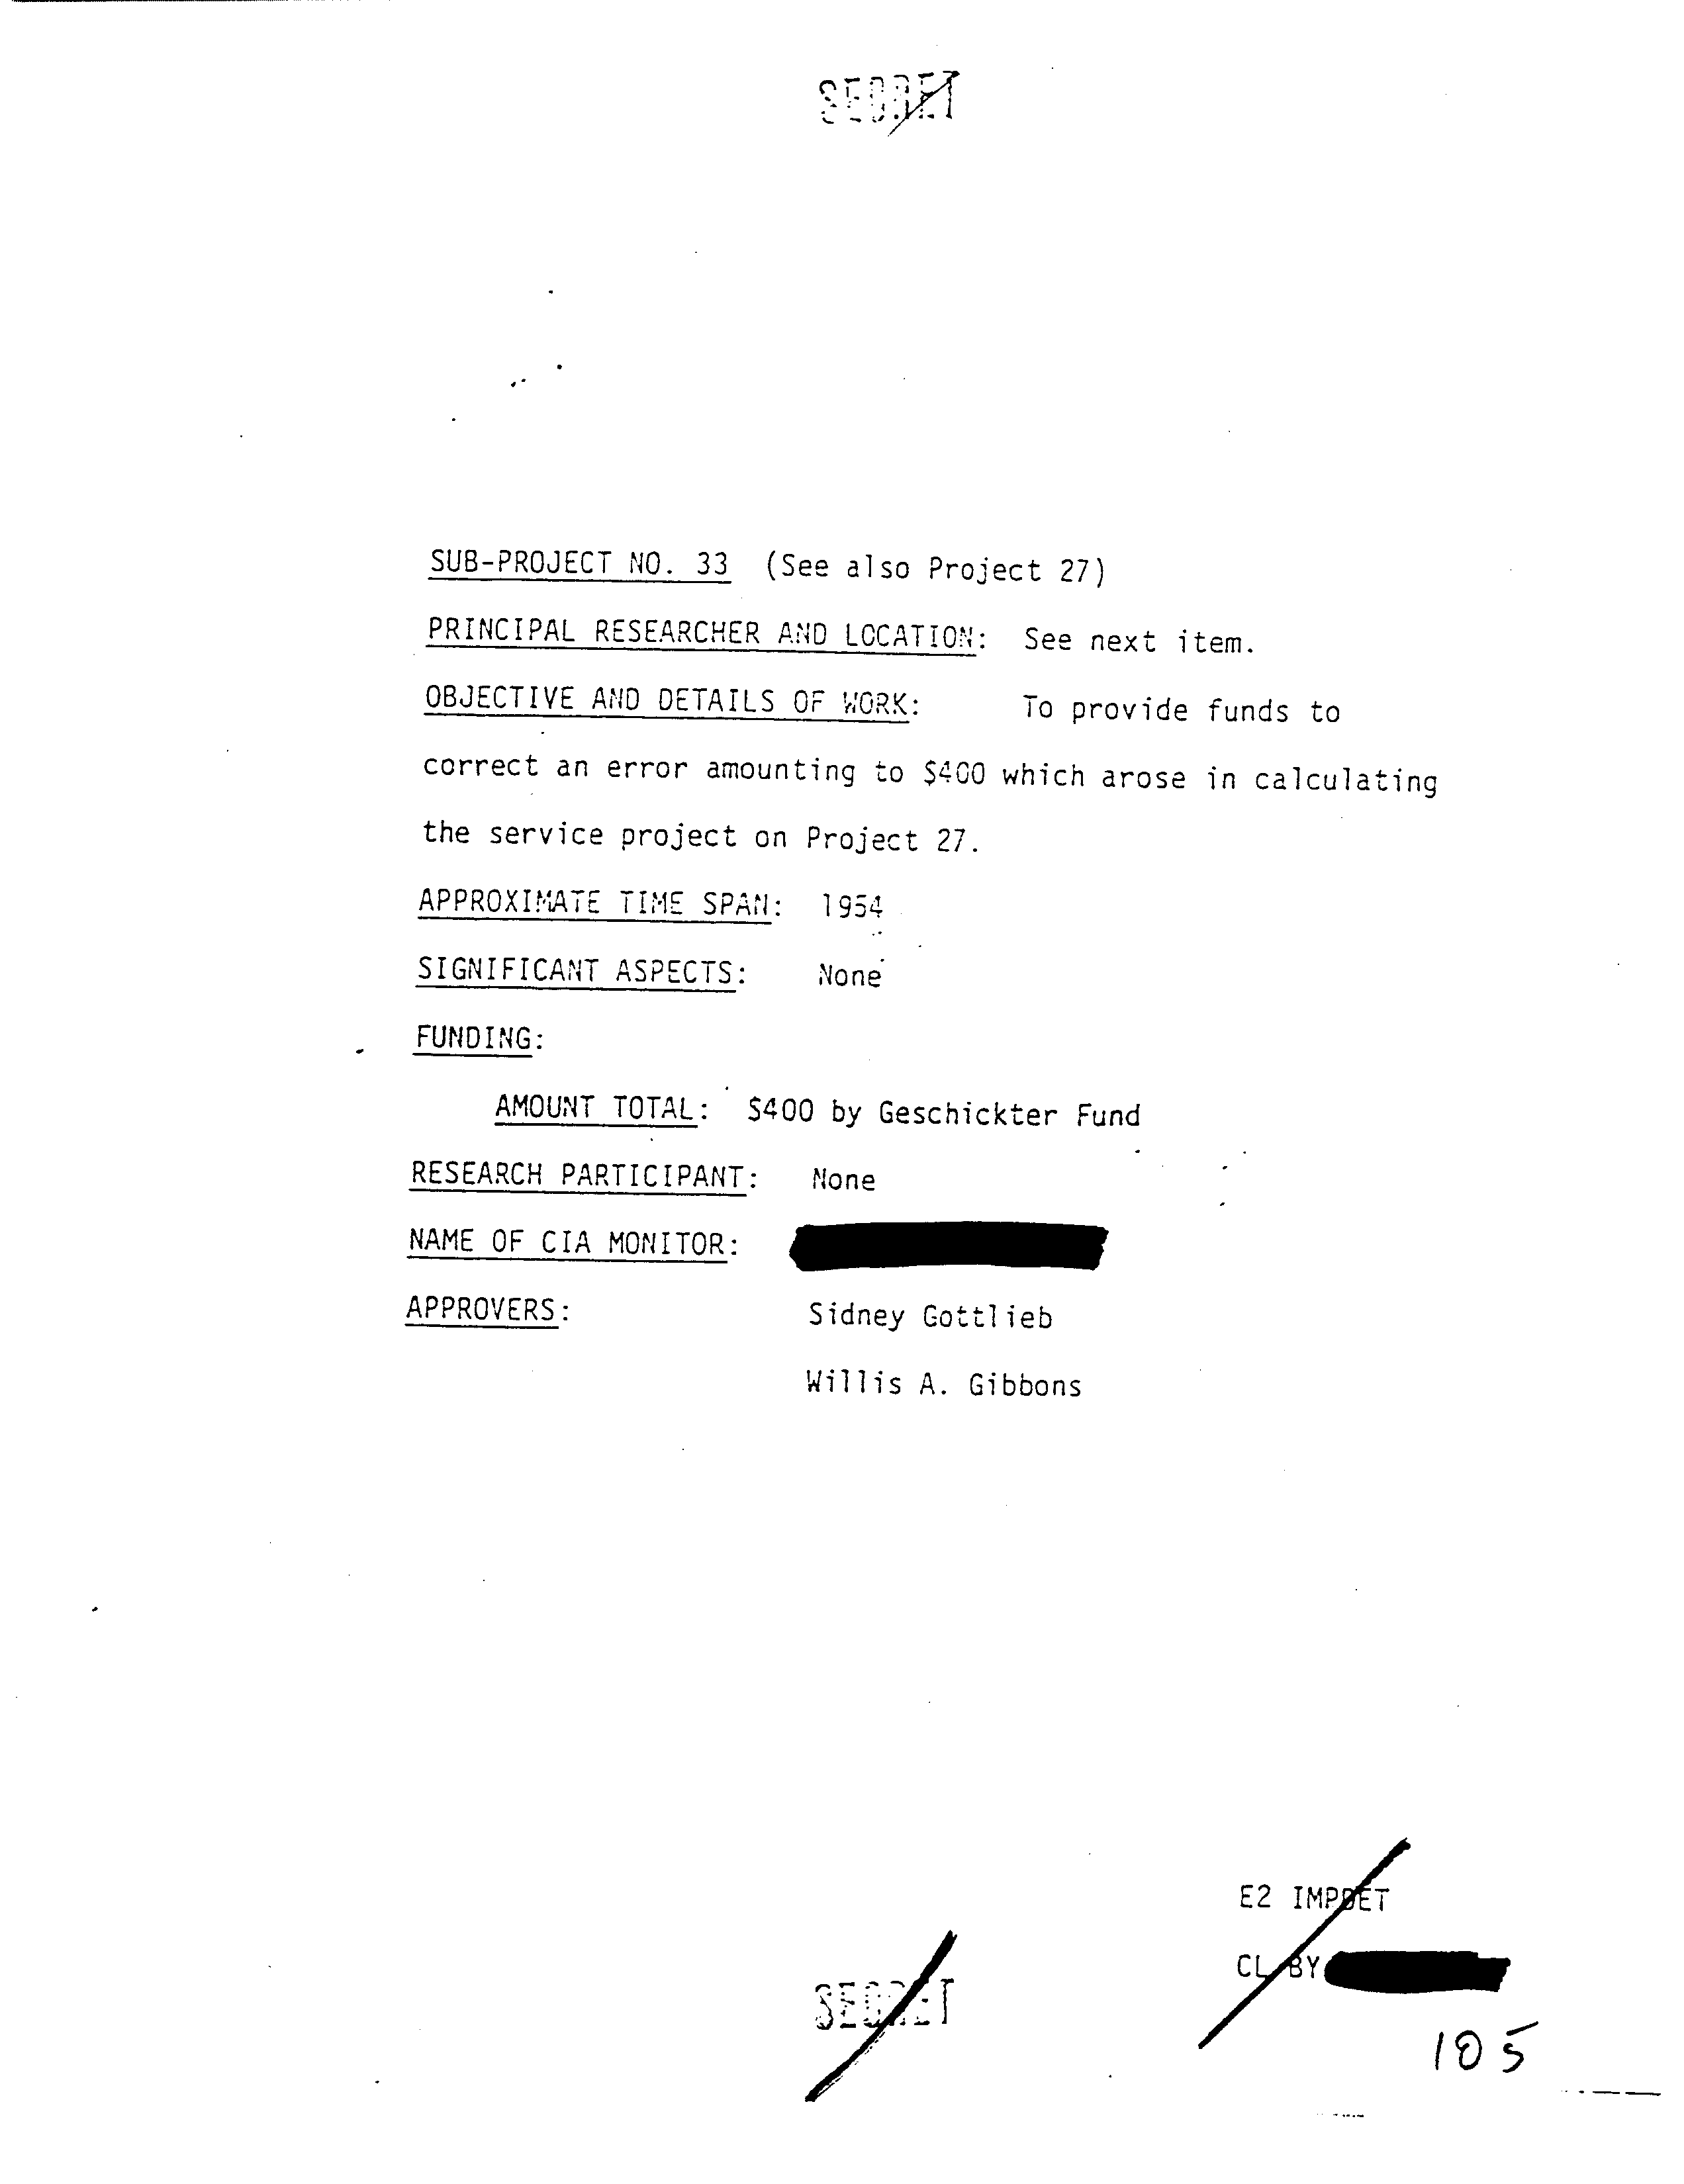 SECRET
SUB-PROJECT NO. 33 (See also Project 27)
PRINCIPAL RESEARCHER AND LOCATION: See next item.
OBJECTIVE AND DETAILS OF WORK: To provide funds to
correct an error amounting to $400 which arose in calculating
the service project on Project 27.
APPROXIMATE TIME SPAN: 1954
SIGNIFICANT ASPECTS: None
FUNDING:
AMOUNT TOTAL: $400 by Geschickter Fund
RESEARCH PARTICIPANT: None
NAME OF CIA MONITOR:
APPROVERS: Sidney Gottlieb
Willis A. Gibbons
E2 IMPDET
CL BY
SECRET
105